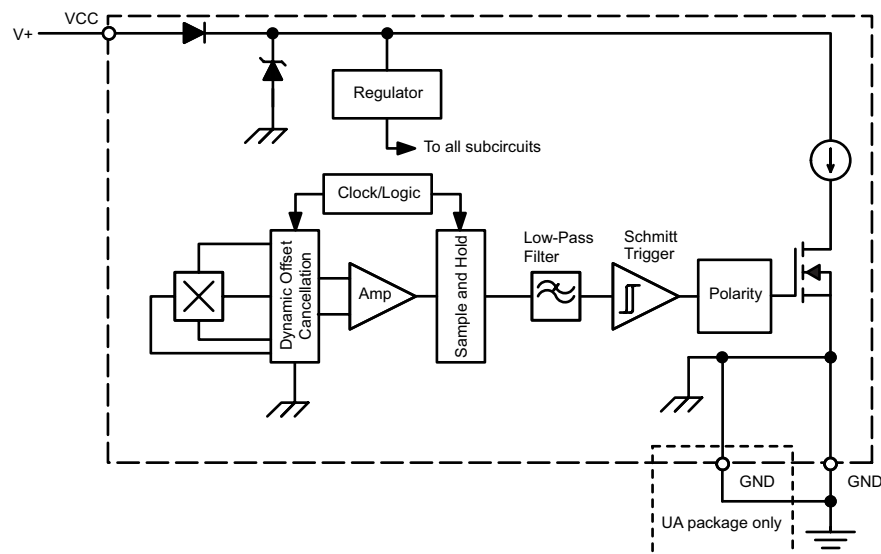 VCC
V+
Regulator
To all subcircuits
Clock/Logic
Dynamic Offset
Cancellation
Amp
Sample and Hold
Low-Pass
Filter
Schmitt
Trigger
Polarity
GND
GND
UA package only